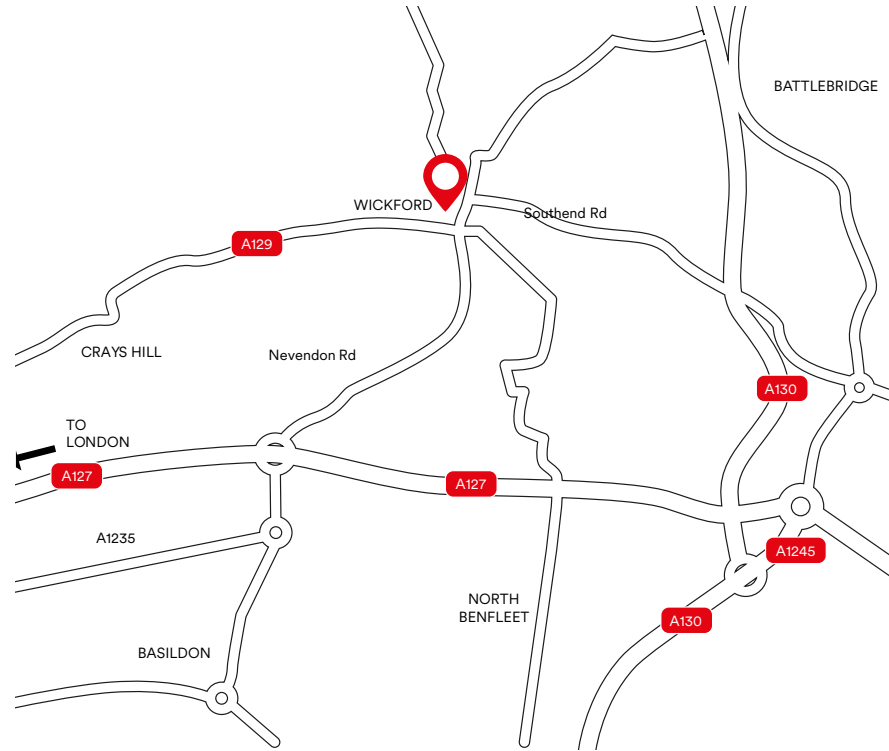 BATTLEBRIDGE
WICKFORD
Southend Rd
A129
CRAYS HILL
Nevendon Rd
A130
TO
LONDON
A127
A127
A1235
A1245
NORTH
BENFLEET
A130
BASILDON